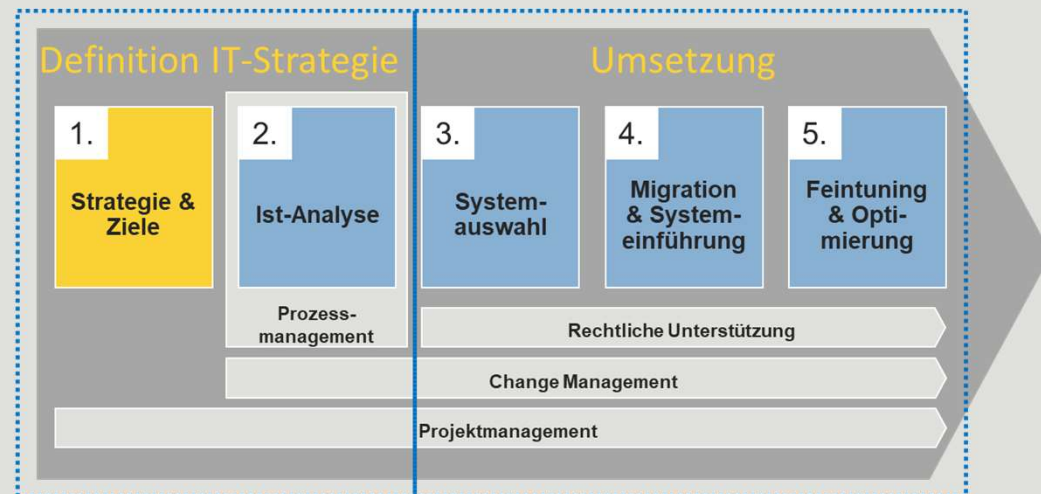 Definition IT-Strategie
Umsetzung
1.
Strategie &
Ziele
2.
Ist-Analyse
3.
System-
auswahl
4.
Migration
& System-
einführung
5.
Feintuning
& Opti-
mierung
Prozess-
management
Rechtliche Unterstützung
Change Management
Projektmanagement